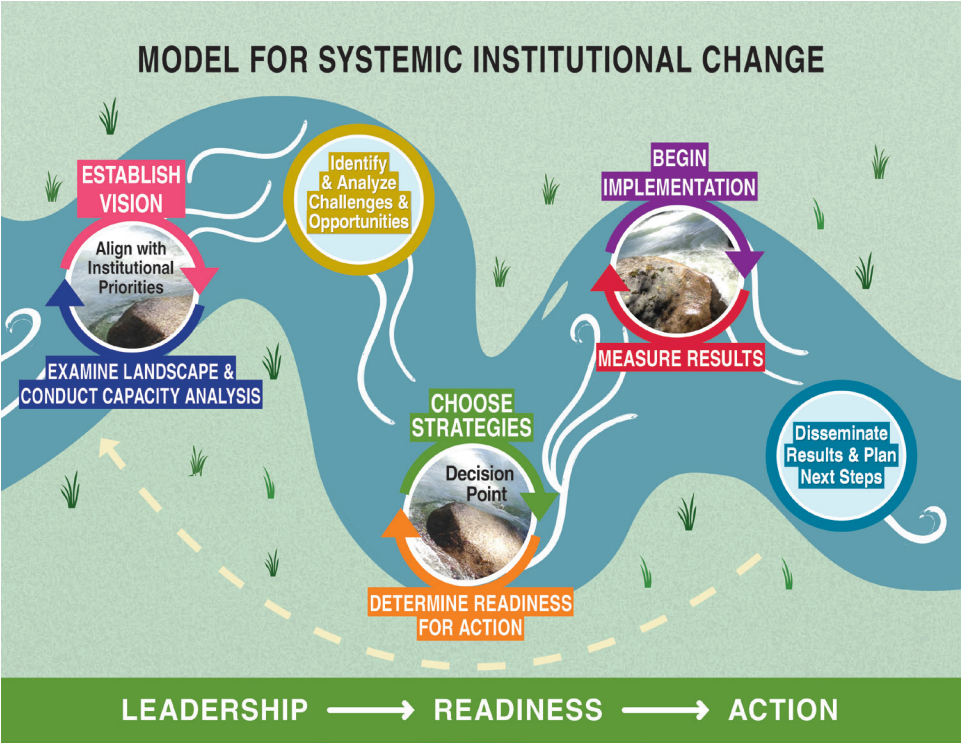 MODEL FOR SYSTEMIC INSTITUTIONAL CHANGE
ESTABLISH
VISION
Align with
Institutional
Priorities
EXAMINE LANDSCAPE &
CONDUCT CAPACITY ANALYSIS
Identify
& Analyze
Challenges &
Opportunities
CHOOSE
STRATEGIES
Decision
Point
DETERMINE READINESS
FOR ACTION
BEGIN
IMPLEMENTATION
MEASURE RESULTS
Disseminate
Results & Plan
Next Steps
LEADERSHIP → READINESS → ACTION